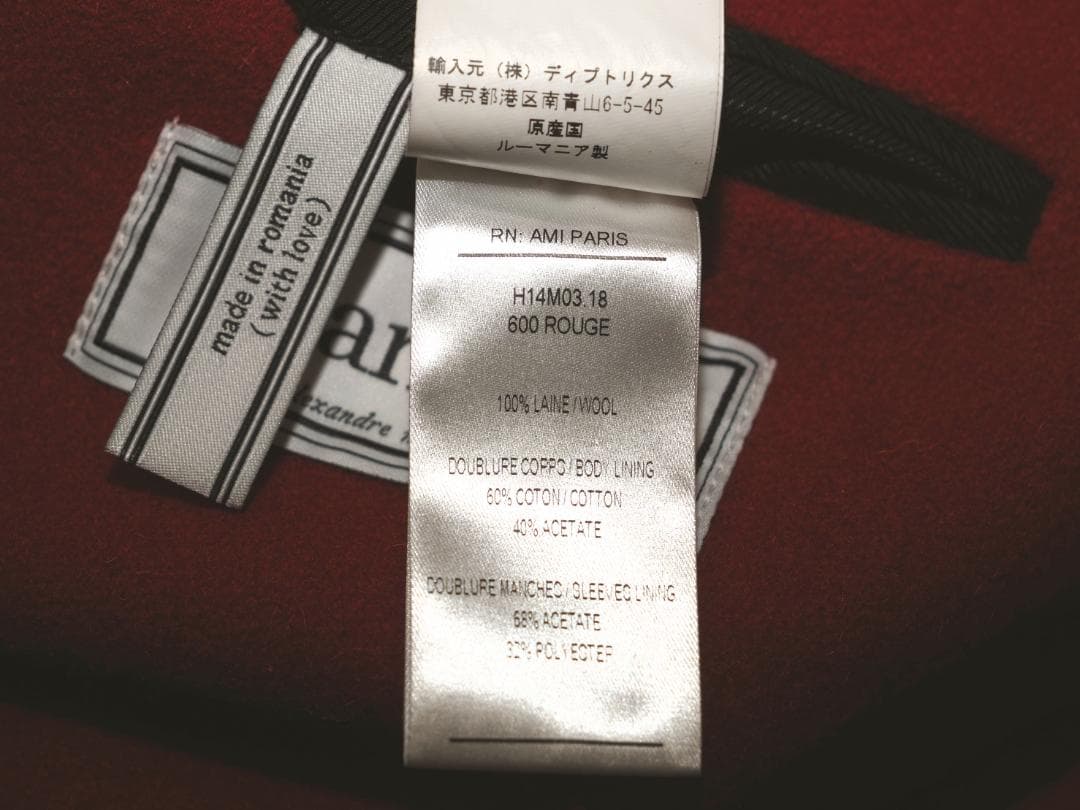 輸入元（株）ディプトリクス
東京都港区南青山6-5-45
原産国
ルーマニア製
made in romania
(with love)
RN: AMI PARIS
H14M03.18
600 ROUGE
100% LAINE / WOOL
DOUBLURE CORPS / BODY LINING
60% COTON / COTTON
40% ACETATE
DOUBLURE MANCHES / SLEEVES LINING
68% ACETATE
32% POLYESTER